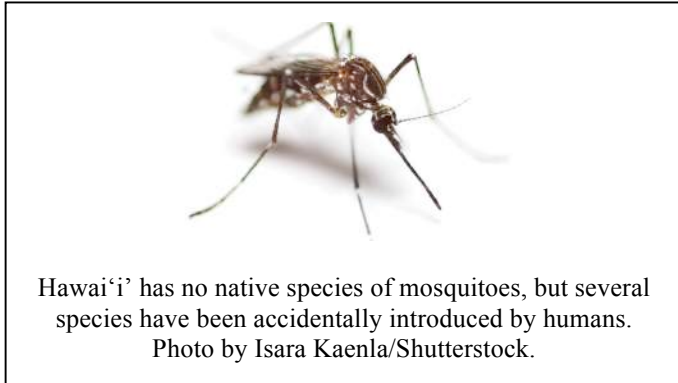 Hawai‘i’ has no native species of mosquitoes, but several
species have been accidentally introduced by humans.
Photo by Isara Kaenla/Shutterstock.